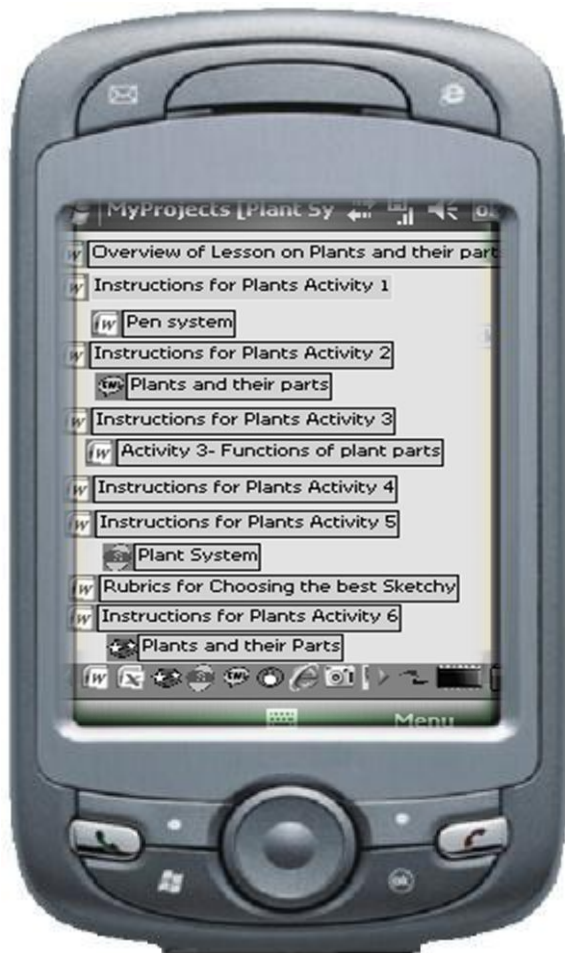 MyProjects [Plant Sy
Overview of Lesson on Plants and their part
Instructions for Plants Activity 1
Pen system
Instructions for Plants Activity 2
Plants and their parts
Instructions for Plants Activity 3
Activity 3- Functions of plant parts
Instructions for Plants Activity 4
Instructions for Plants Activity 5
Plant System
Rubrics for Choosing the best Sketchy
Instructions for Plants Activity 6
Plants and their Parts
Menu
ok